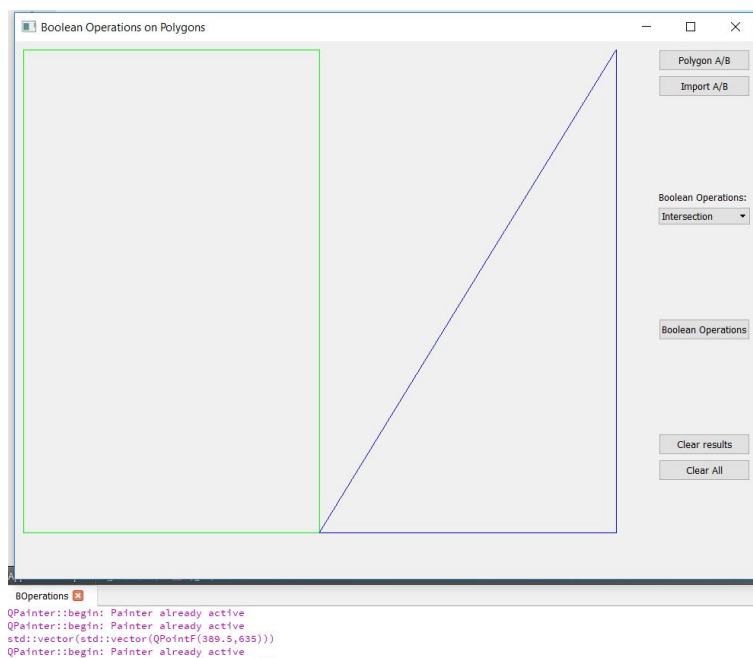 Boolean Operations on Polygons
Polygon A/B
Import A/B
Boolean Operations:
Intersection
Boolean Operations
Clear results
Clear All
BOperations
QPainter::begin: Painter already active
QPainter::begin: Painter already active
std::vector(std::vector(QPointF(389.5,635)))
QPainter::begin: Painter already active